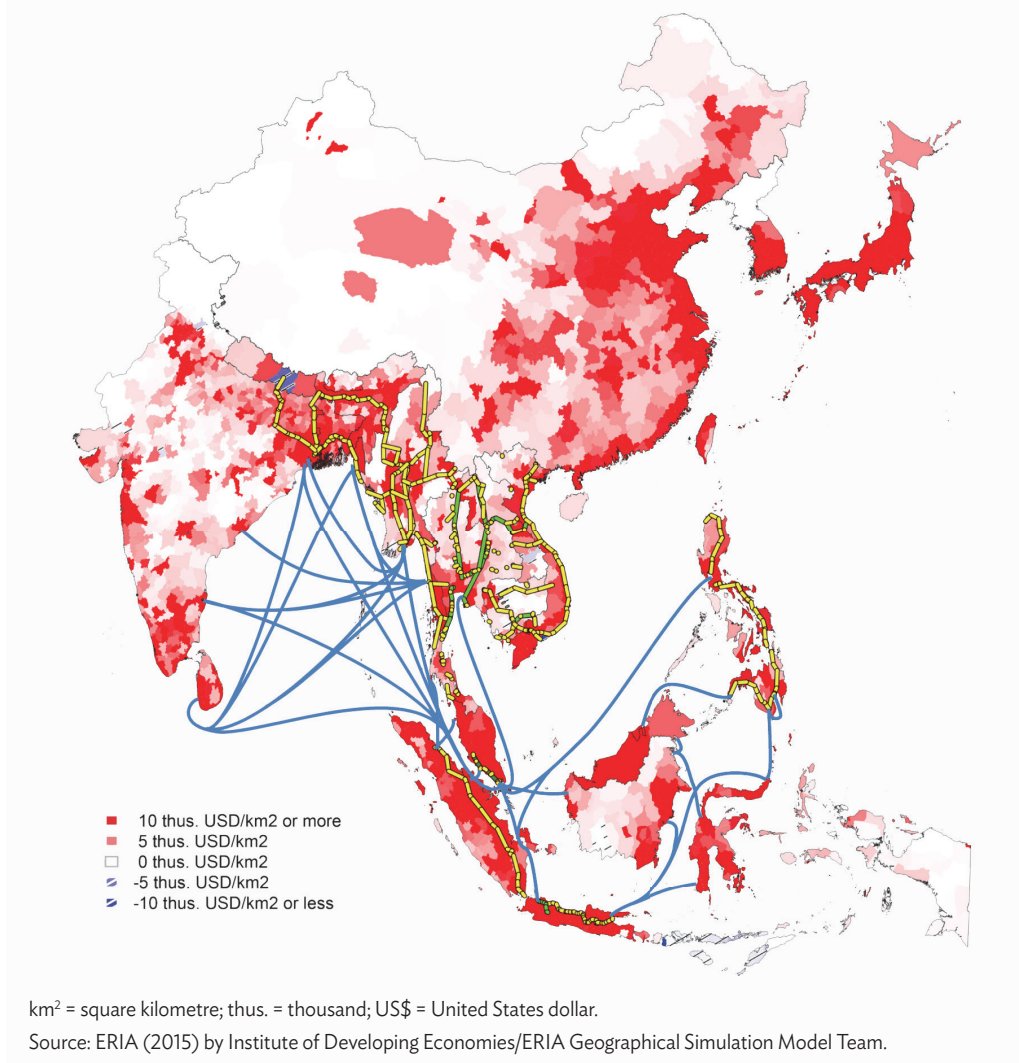 10 thus. USD/km2 or more
5 thus. USD/km2
0 thus. USD/km2
-5 thus. USD/km2
-10 thus. USD/km2 or less
km² = square kilometre; thus. = thousand; US$ = United States dollar.
Source: ERIA (2015) by Institute of Developing Economies/ERIA Geographical Simulation Model Team.